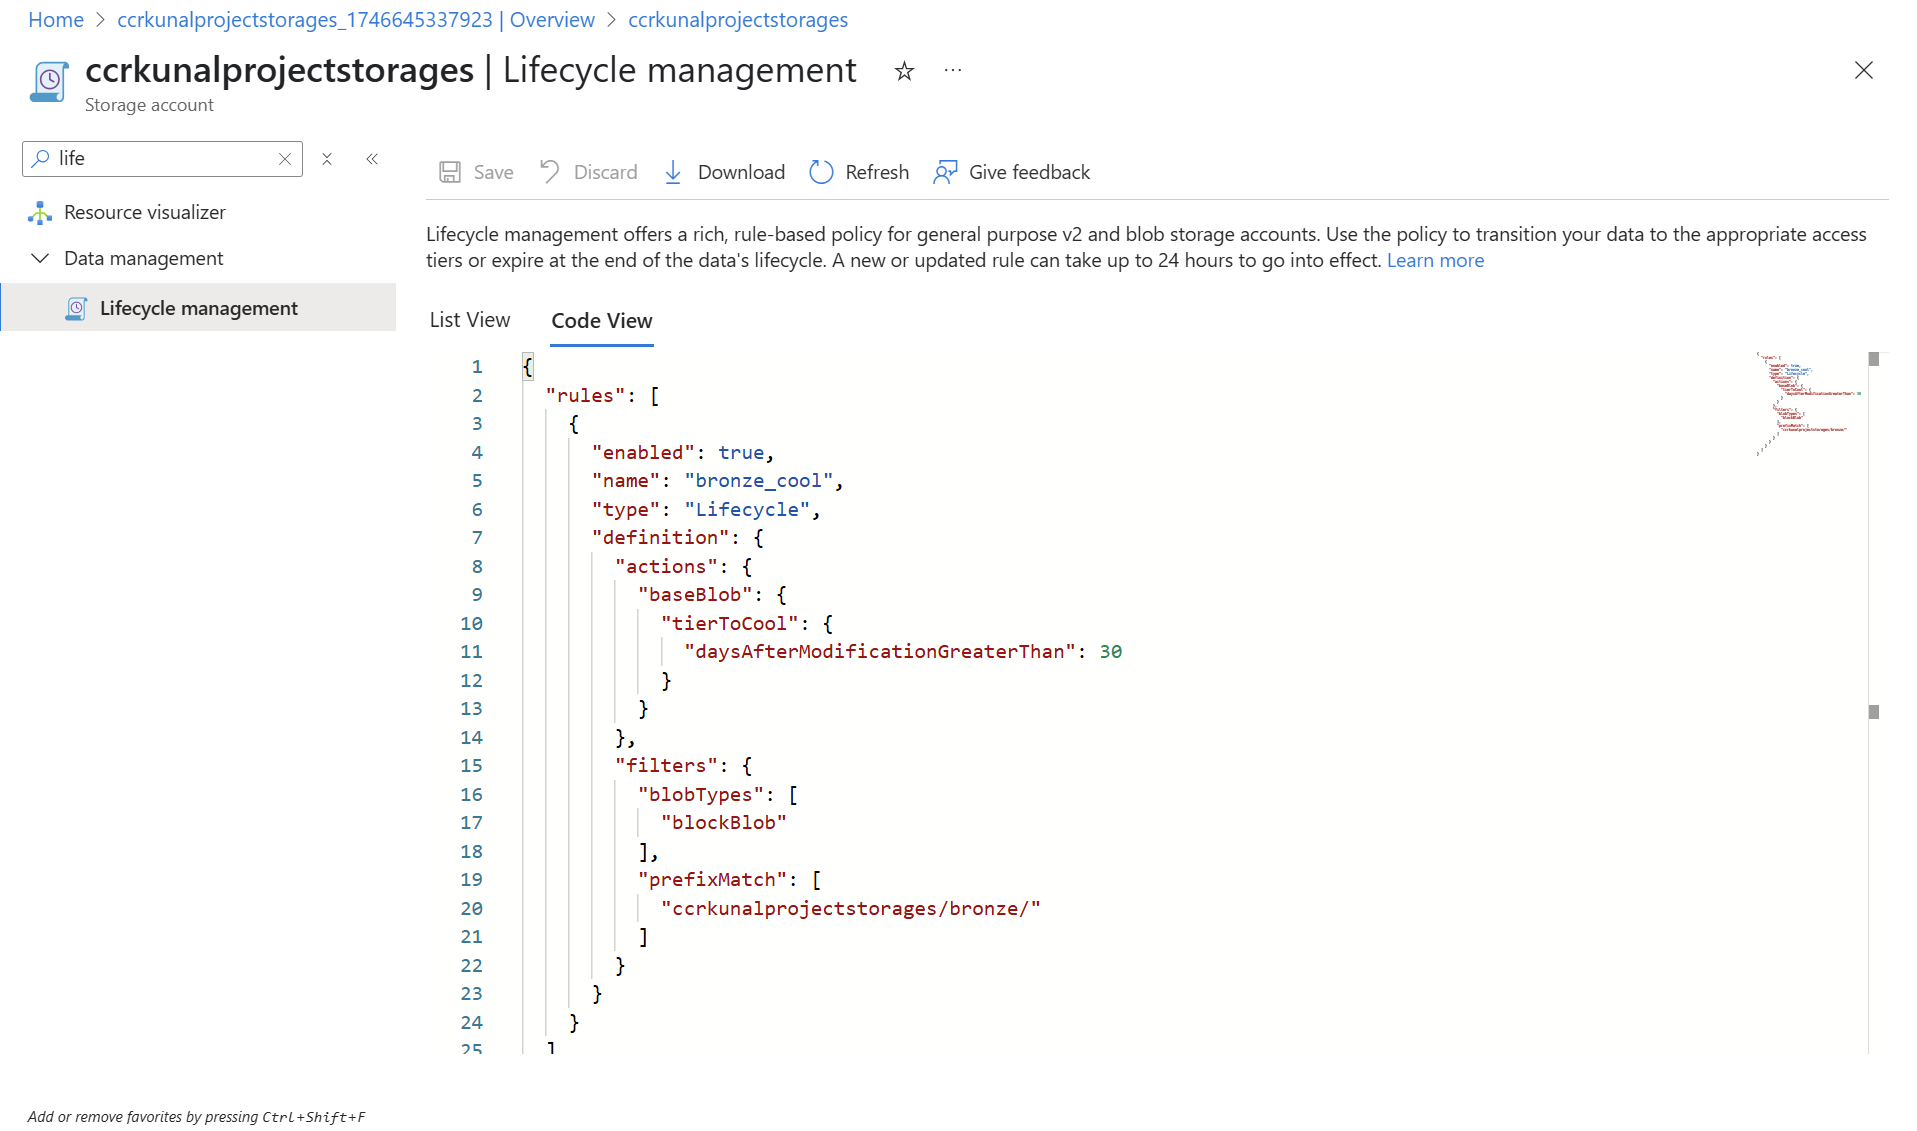 Home > ccrkunalprojectstorages_1746645337923 | Overview > ccrkunalprojectstorages
ccrkunalprojectstorages | Lifecycle management ☆ ...
Storage account
life
Resource visualizer
Data management
Lifecycle management
Save Discard Download Refresh Give feedback
Lifecycle management offers a rich, rule-based policy for general purpose v2 and blob storage accounts. Use the policy to transition your data to the appropriate access
tiers or expire at the end of the data's lifecycle. A new or updated rule can take up to 24 hours to go into effect. Learn more
List View Code View
1 {
2 "rules": [
3 {
4 "enabled": true,
5 "name": "bronze_cool",
6 "type": "Lifecycle",
7 "definition": {
8 "actions": {
9 "baseBlob": {
10 "tierToCool": {
11 "daysAfterModificationGreaterThan": 30
12 }
13 }
14 },
15 "filters": {
16 "blobTypes": [
17 "blockBlob"
18 ],
19 "prefixMatch": [
20 "ccrkunalprojectstorages/bronze/"
21 ]
22 }
23 }
24 }
25 ]
Add or remove favorites by pressing Ctrl+Shift+F